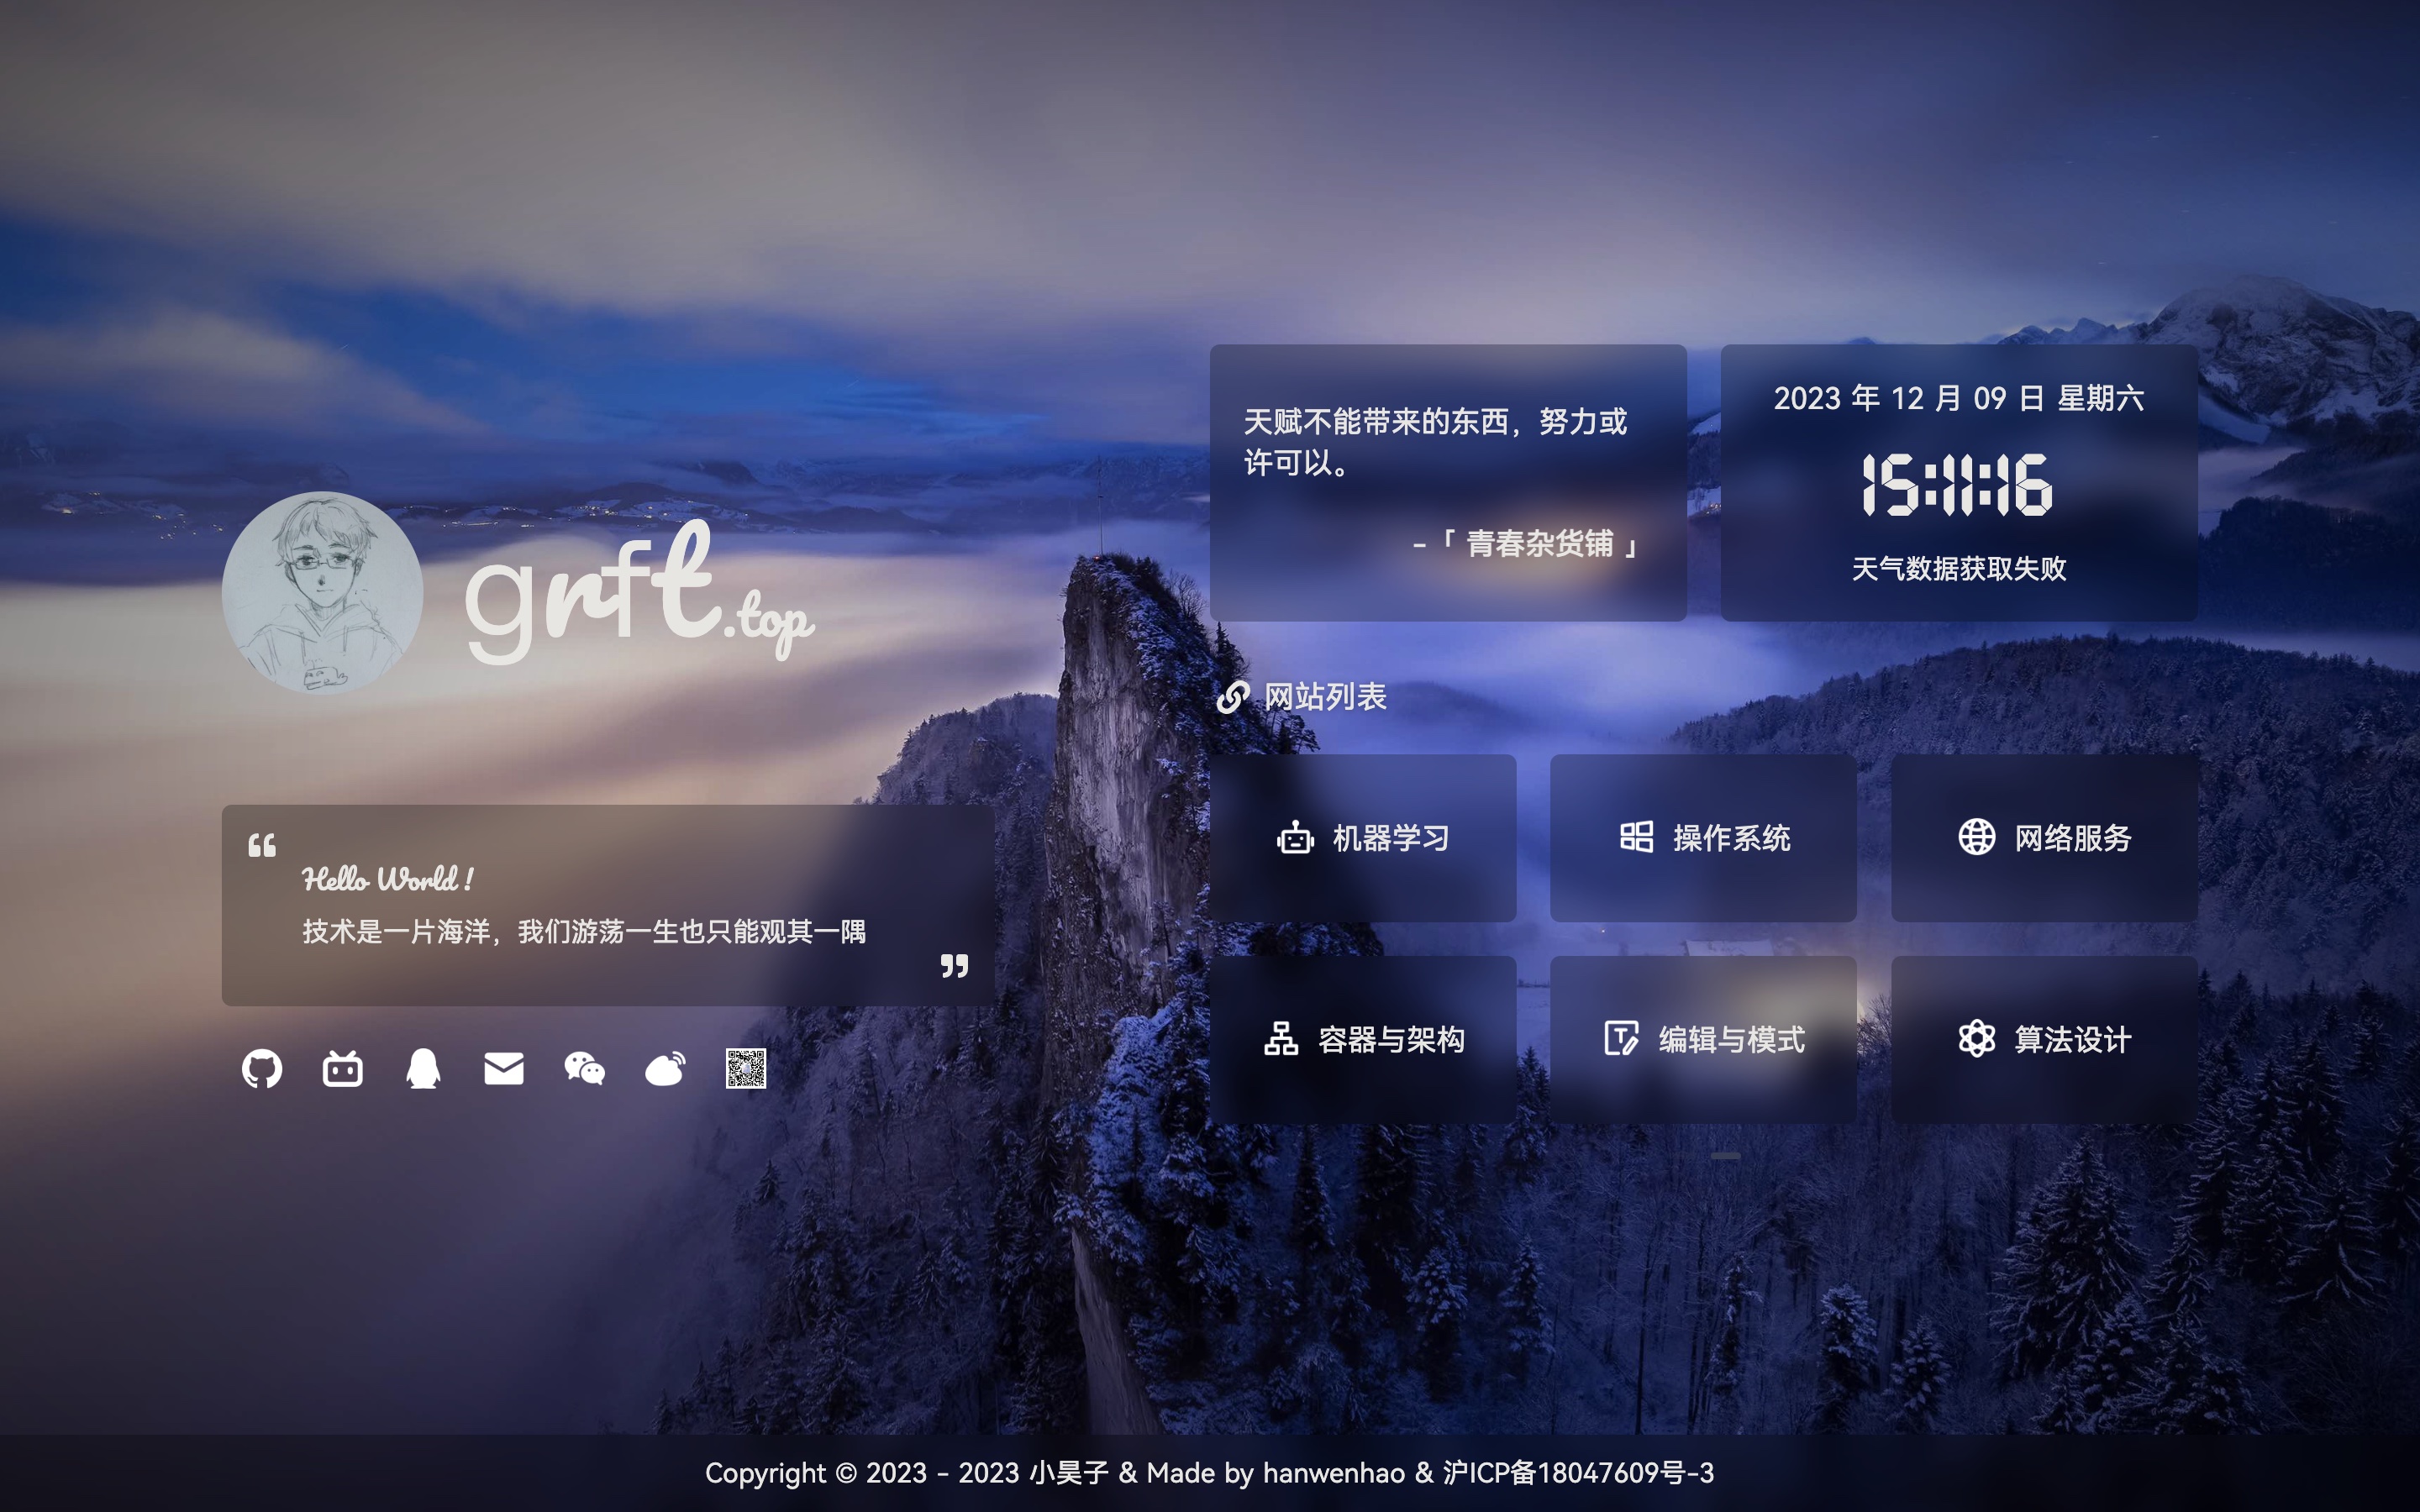 grft.top
Hello World !
技术是一片海洋，我们游荡一生也只能观其一隅
天赋不能带来的东西，努力或
许可以。
-「 青春杂货铺 」
2023 年 12 月 09 日 星期六
15:11:16
天气数据获取失败
网站列表
机器学习
操作系统
网络服务
容器与架构
编辑与模式
算法设计
Copyright © 2023 - 2023 小昊子 & Made by hanwenhao & 沪ICP备18047609号-3